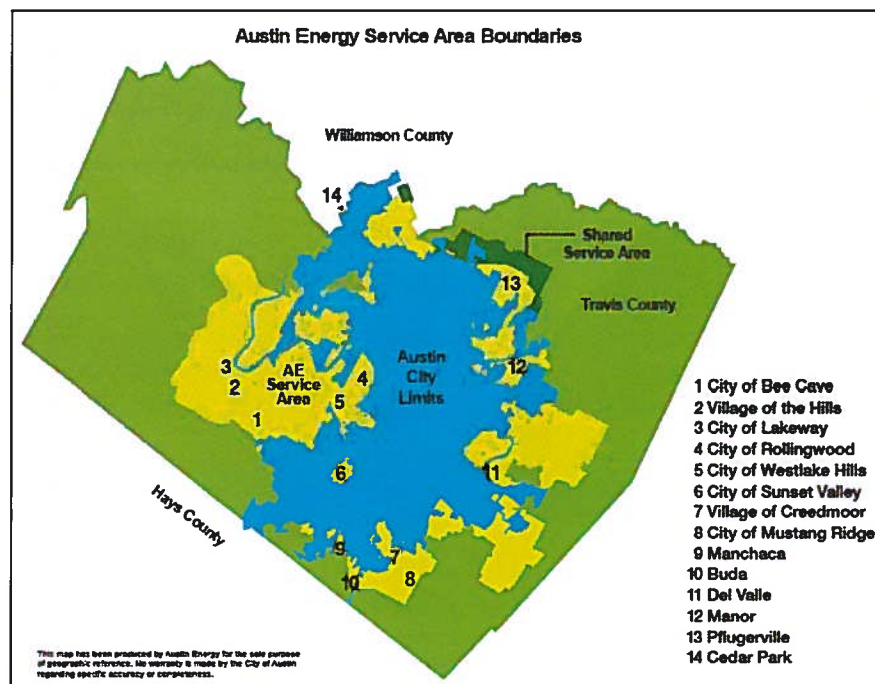 Austin Energy Service Area Boundaries
Williamson County
14
Shared
Service Area
13
Travis County
3
2
AE
Service
Area
4
5
1
Austin
City
Limits
12
6
11
Hays County
9
7
10
8
1 City of Bee Cave
2 Village of the Hills
3 City of Lakeway
4 City of Rollingwood
5 City of Westlake Hills
6 City of Sunset Valley
7 Village of Creedmoor
8 City of Mustang Ridge
9 Manchaca
10 Buda
11 Del Valle
12 Manor
13 Pflugerville
14 Cedar Park
This map has been produced by Austin Energy for the sole purpose
of geographic reference. No warranty is made by the City of Austin
regarding specific accuracy or completeness.